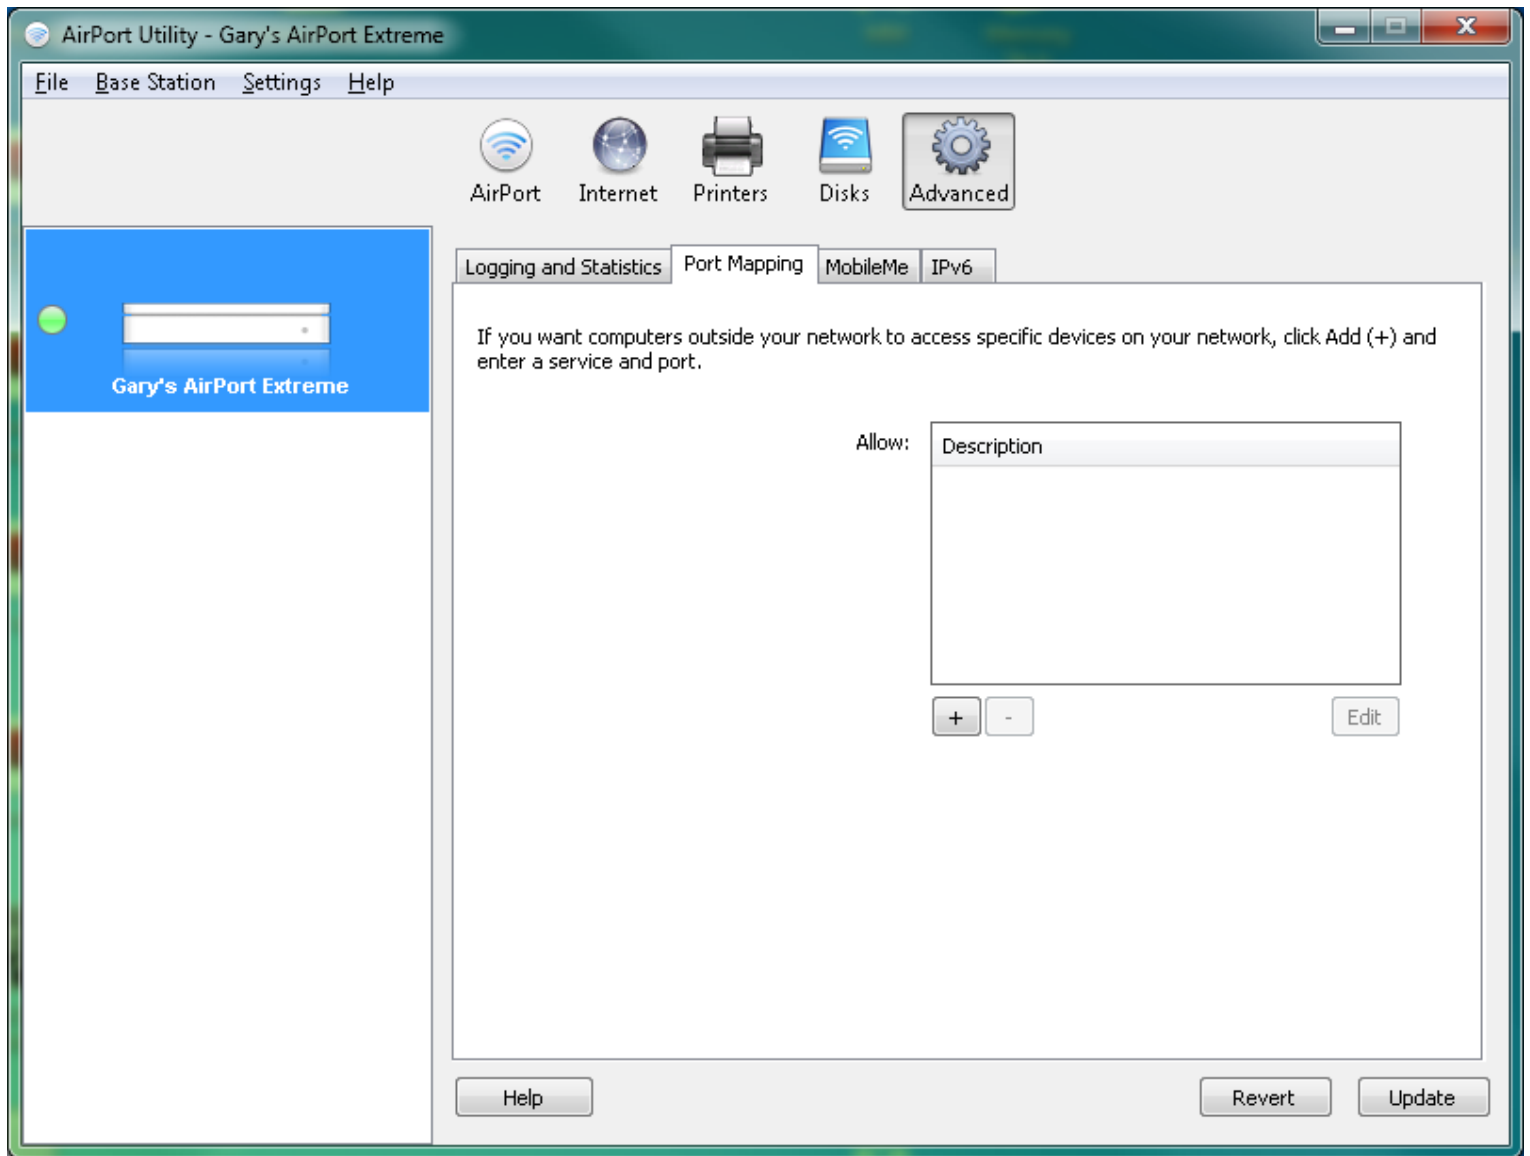 AirPort Utility - Gary's AirPort Extreme
File Base Station Settings Help
AirPort Internet Printers Disks Advanced
Gary's AirPort Extreme
Logging and Statistics Port Mapping MobileMe IPv6
If you want computers outside your network to access specific devices on your network, click Add (+) and
enter a service and port.
Allow: Description
+ - Edit
Help Revert Update